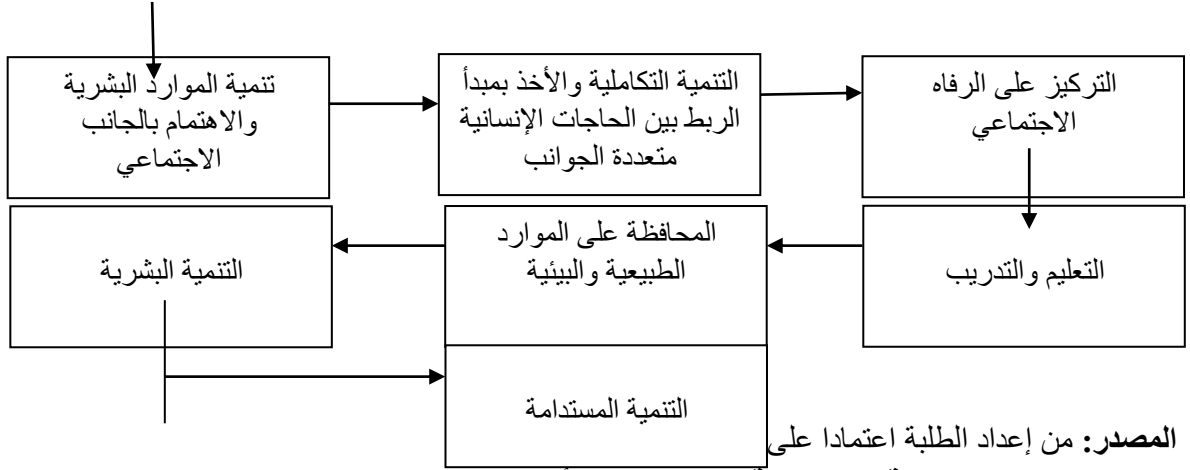 تنمية الموارد البشرية
والاهتمام بالجانب
الاجتماعي
التنمية التكاملية والأخذ بمبدأ
الربط بين الحاجات الإنسانية
متعددة الجوانب
التركيز على الرفاه
الاجتماعي
التعليم والتدريب
المحافظة على الموارد
الطبيعية والبيئية
التنمية البشرية
التنمية المستدامة
المصدر: من إعداد الطلبة اعتمادا على